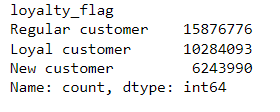 loyalty_flag
Regular customer    15876776
Loyal customer      10284093
New customer         6243990
Name: count, dtype: int64